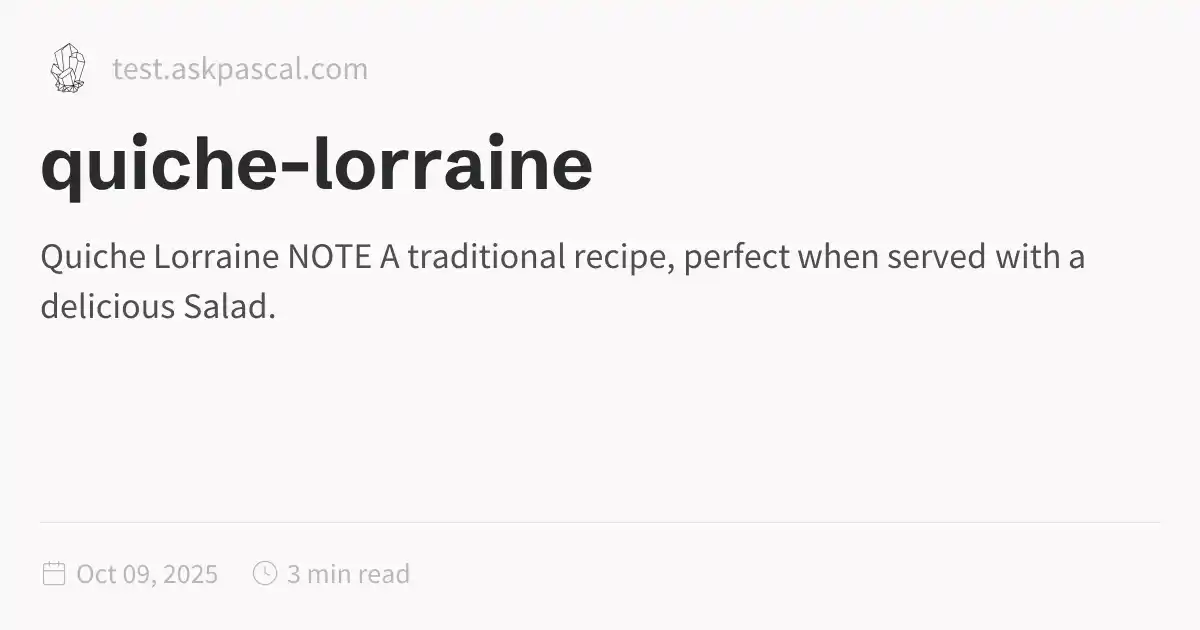 test.askpascal.com
quiche-lorraine
Quiche Lorraine NOTE A traditional recipe, perfect when served with a
delicious Salad.
Oct 09, 2025 3 min read